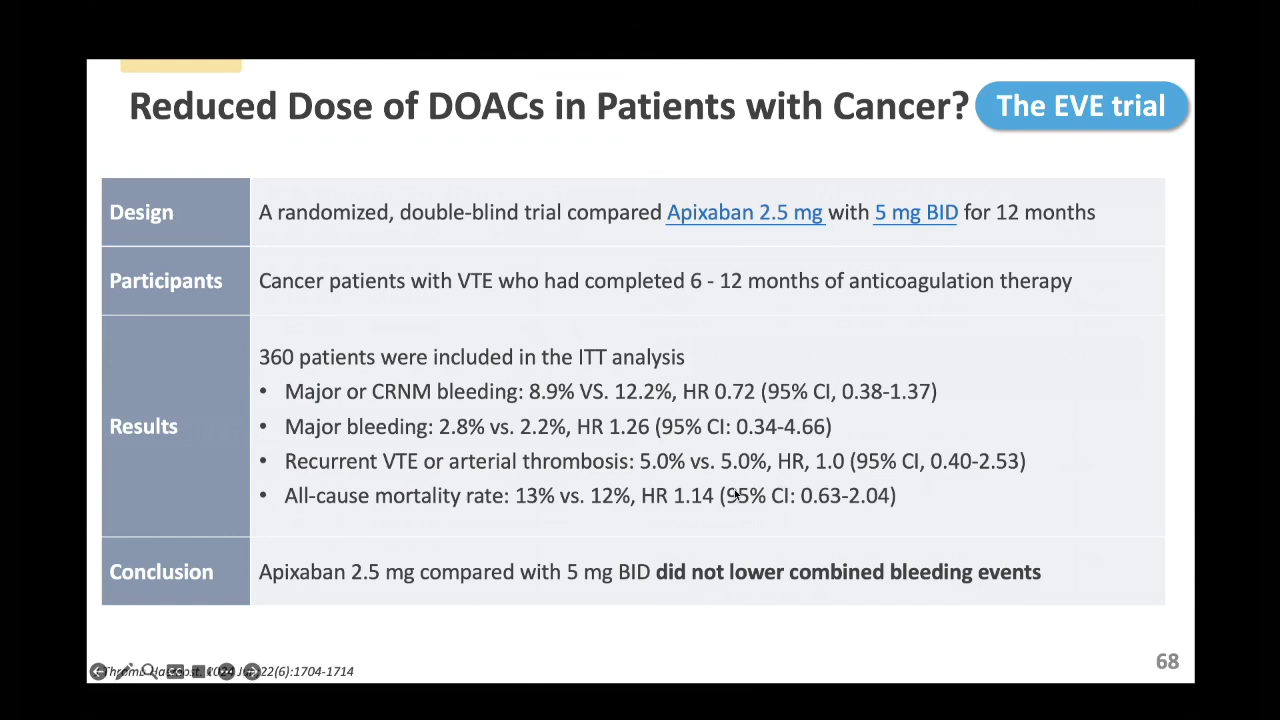 Reduced Dose of DOACs in Patients with Cancer?
The EVE trial
Design
A randomized, double-blind trial compared Apixaban 2.5 mg with 5 mg BID for 12 months
Participants
Cancer patients with VTE who had completed 6 - 12 months of anticoagulation therapy
Results
360 patients were included in the ITT analysis
• Major or CRNM bleeding: 8.9% VS. 12.2%, HR 0.72 (95% CI, 0.38-1.37)
• Major bleeding: 2.8% vs. 2.2%, HR 1.26 (95% CI: 0.34-4.66)
• Recurrent VTE or arterial thrombosis: 5.0% vs. 5.0%, HR, 1.0 (95% CI, 0.40-2.53)
• All-cause mortality rate: 13% vs. 12%, HR 1.14 (95% CI: 0.63-2.04)
Conclusion
Apixaban 2.5 mg compared with 5 mg BID did not lower combined bleeding events
2024 22(6):1704-1714
68